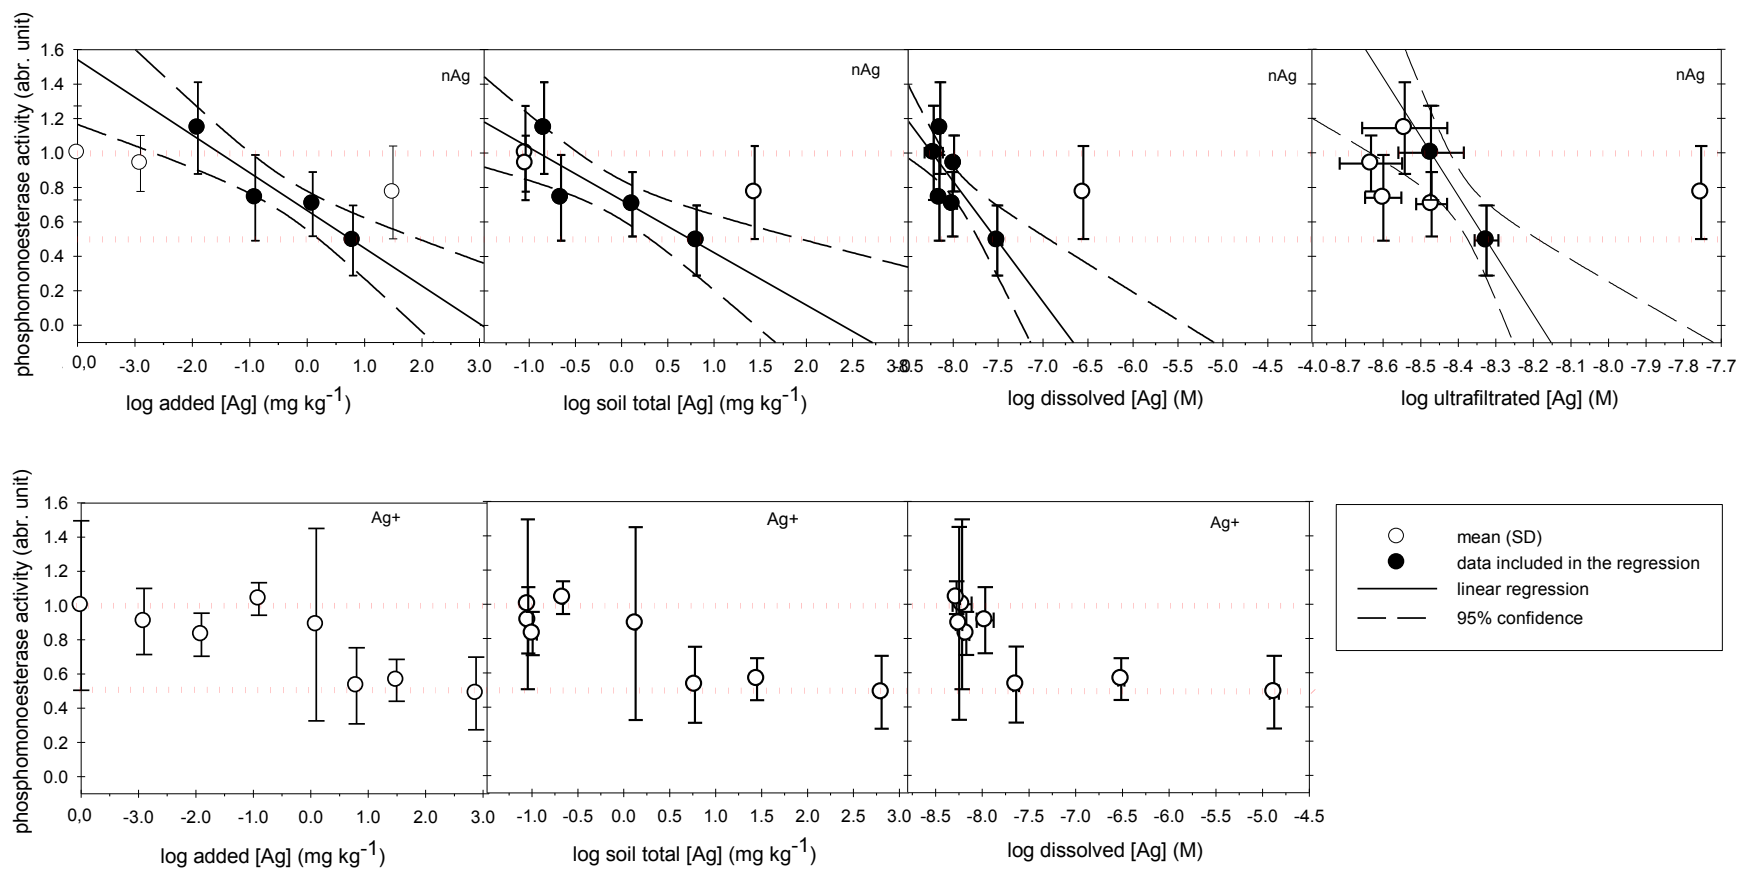 phosphomonoesterase activity (abr. unit)
1.6
1.4
1.2
1.0
0.8
0.6
0.4
0.2
0.0
nAg
nAg
nAg
nAg
0,0 -3.0 -2.0 -1.0 0.0 1.0 2.0 3.0
-1.0 -0.5 0.0 0.5 1.0 1.5 2.0 2.5 3.0
-8.5 -8.0 -7.5 -7.0 -6.5 -6.0 -5.5 -5.0 -4.5 -4.0
-8.7 -8.6 -8.5 -8.4 -8.3 -8.2 -8.1 -8.0 -7.9 -7.8 -7.7
log added [Ag] (mg kg-1)
log soil total [Ag] (mg kg-1)
log dissolved [Ag] (M)
log ultrafiltrated [Ag] (M)
phosphomonoesterase activity (abr. unit)
1.6
1.4
1.2
1.0
0.8
0.6
0.4
0.2
0.0
Ag+
Ag+
Ag+
0,0 -3.0 -2.0 -1.0 0.0 1.0 2.0 3.0
-1.0 -0.5 0.0 0.5 1.0 1.5 2.0 2.5 3.0
-8.5 -8.0 -7.5 -7.0 -6.5 -6.0 -5.5 -5.0 -4.5
log added [Ag] (mg kg-1)
log soil total [Ag] (mg kg-1)
log dissolved [Ag] (M)
mean (SD)
data included in the regression
linear regression
95% confidence